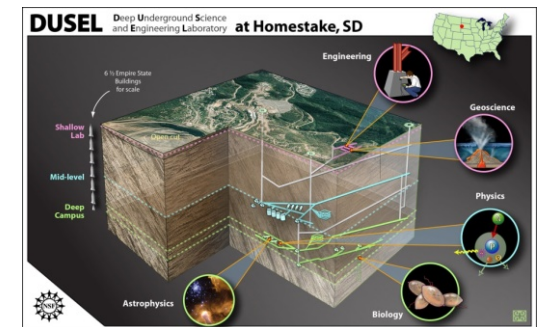 DUSEL Deep Underground Science and Engineering Laboratory at Homestake, SD
6 ½ Empire State
Buildings
for scale
Engineering
Geoscience
Shallow
Lab
Open cut
Mid-level
Physics
Deep
Campus
Astrophysics
Biology
NSF